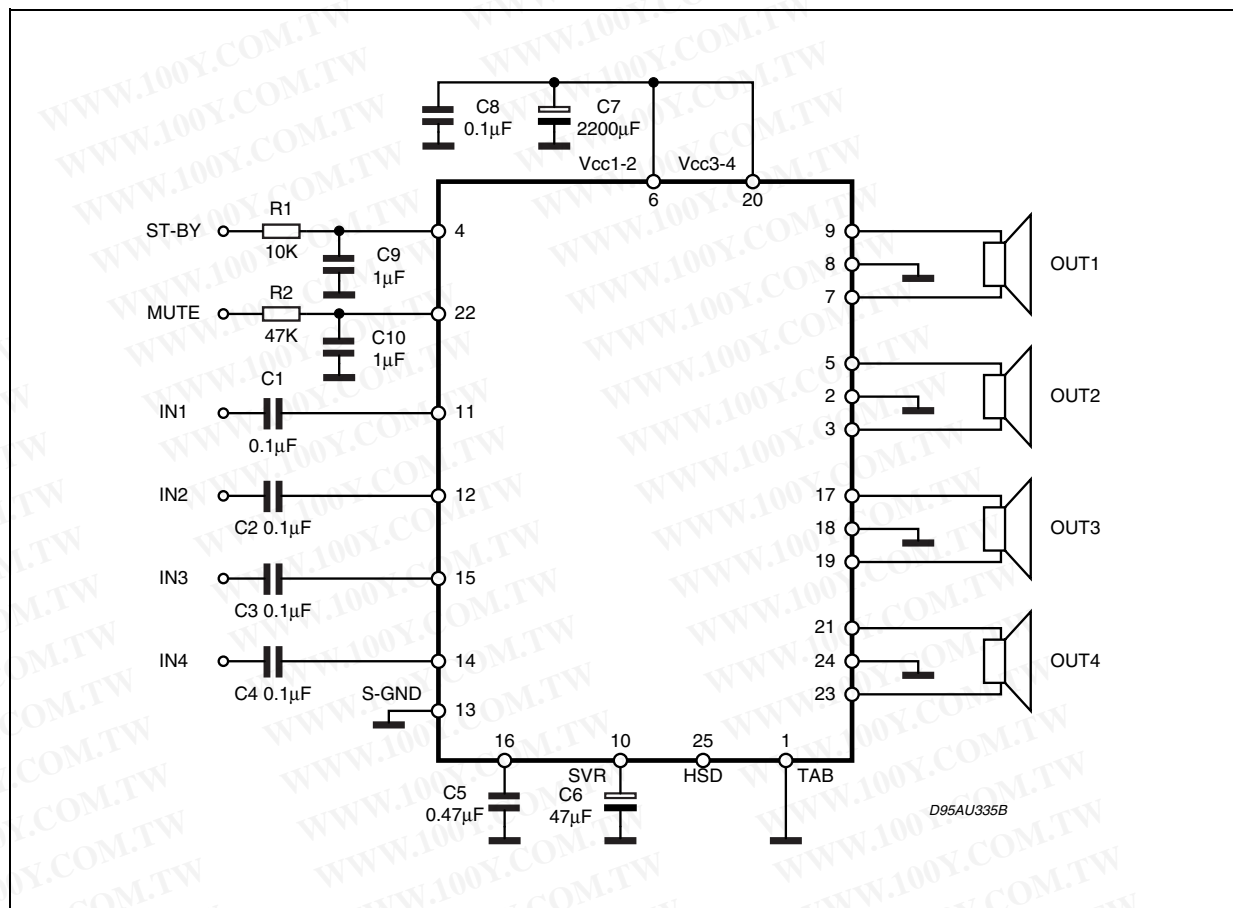 C8
0.1μF
C7
2200μF
Vcc1-2
Vcc3-4
6
20
ST-BY
R1
10K
C9
1μF
4
MUTE
R2
47K
C10
1μF
22
IN1
C1
0.1μF
11
IN2
C2 0.1μF
12
IN3
C3 0.1μF
15
IN4
C4 0.1μF
14
S-GND
13
9
8
7
OUT1
5
2
3
OUT2
17
18
19
OUT3
21
24
23
OUT4
16
10
25
1
SVR
HSD
TAB
C5
0.47μF
C6
47μF
D95AU335B
WWW.100Y.COM.TW